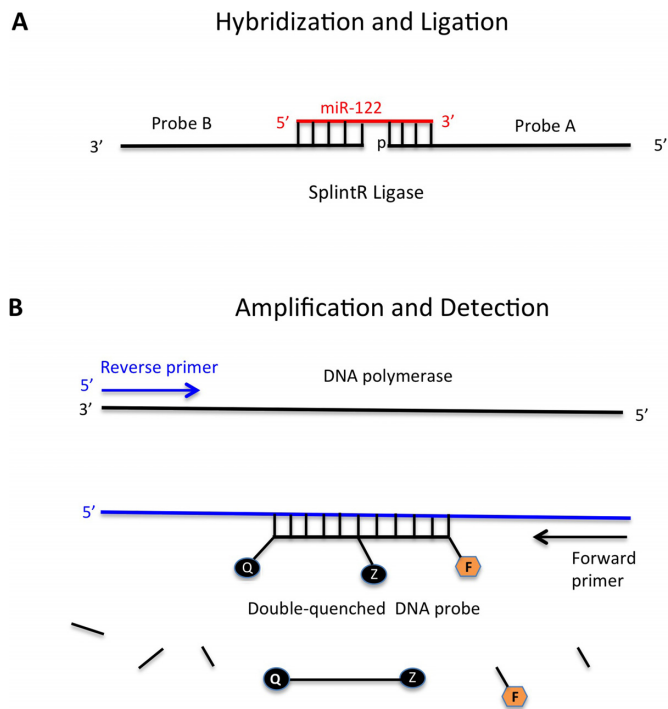 A
Hybridization and Ligation
miR-122
Probe B
5’
3’
Probe A
3’
p
5’
SplintR Ligase
B
Amplification and Detection
Reverse primer
DNA polymerase
5’
3’
5’
5’
Q
Z
F
Forward
primer
Double-quenched DNA probe
Q
Z
F